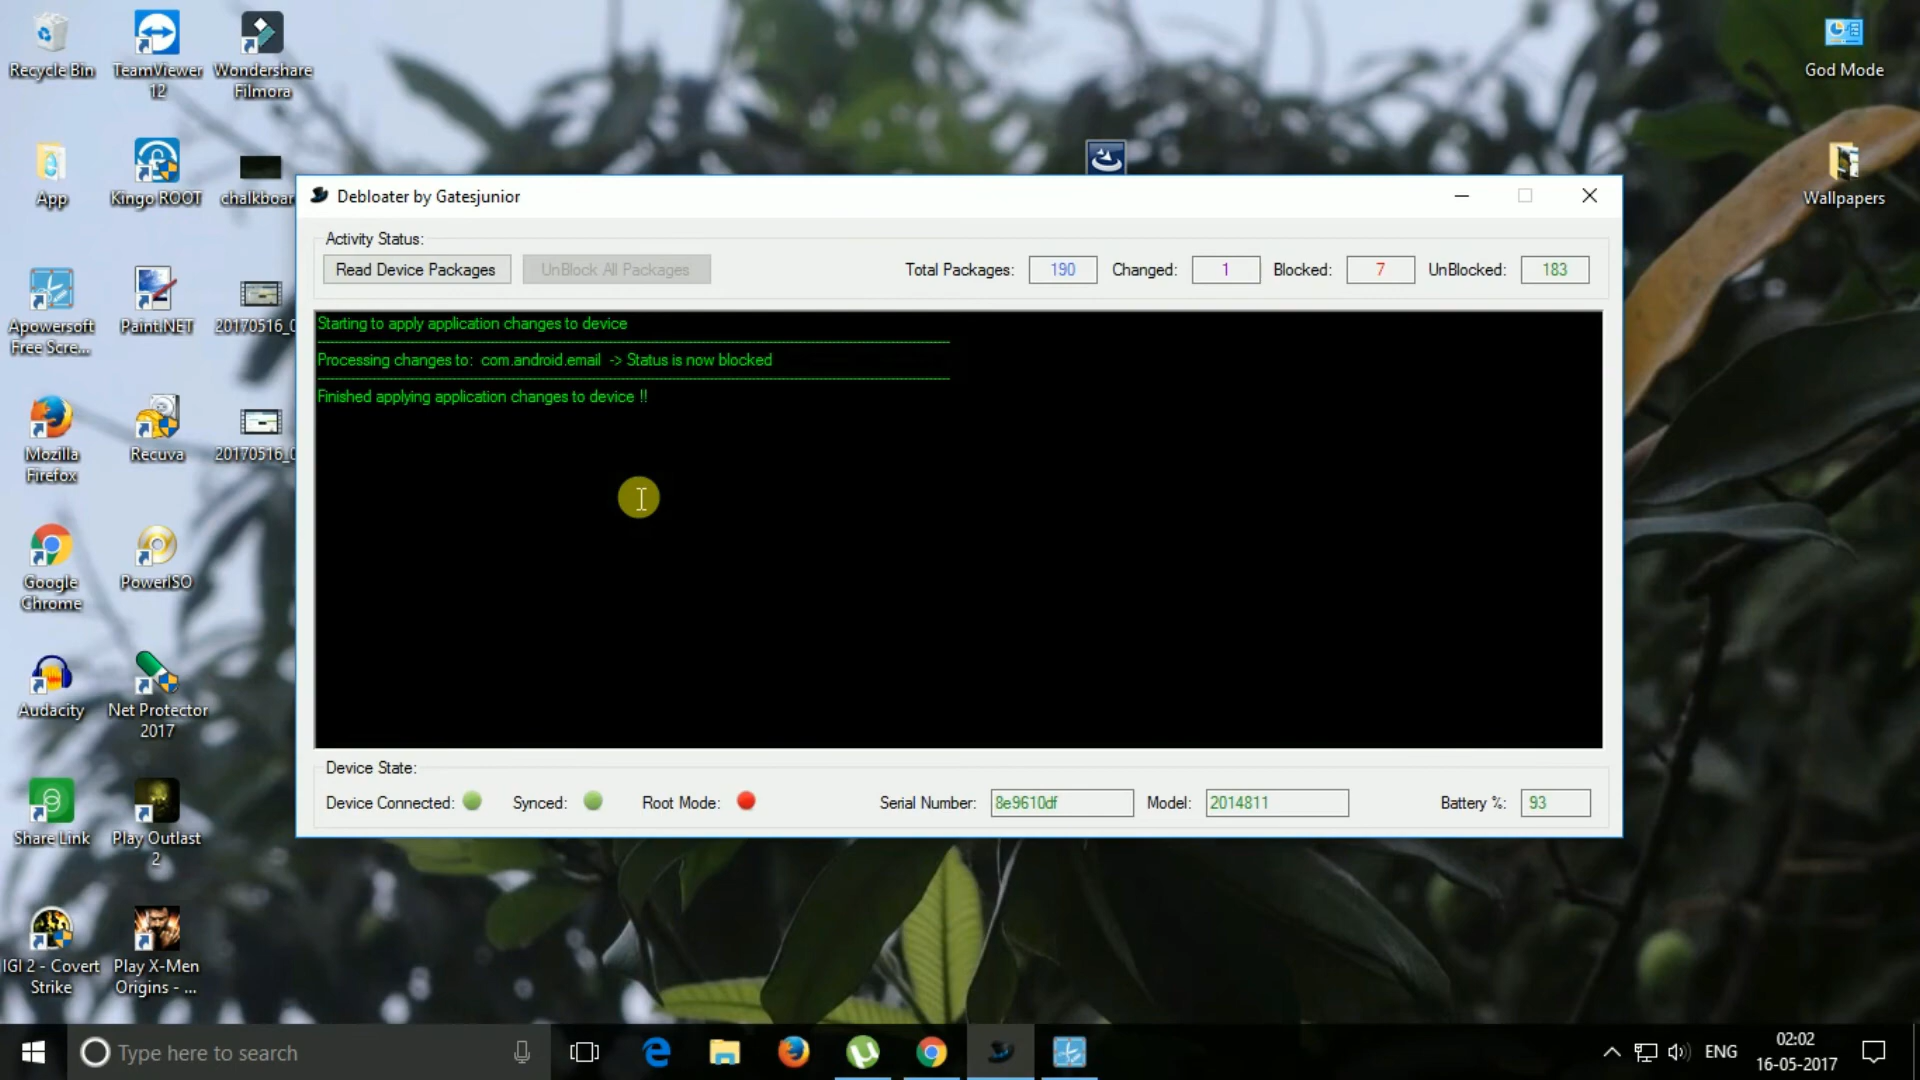 Recycle Bin
TeamViewer 12
Wondershare Filmora
God Mode
App
Kingo ROOT
chalkboar
Wallpapers
Apowersoft Free Scre...
Paint.NET
20170516_0
Mozilla Firefox
Recuva
20170516_0
Google Chrome
PowerISO
Audacity
Net Protector 2017
Share Link
Play Outlast 2
IGI 2 - Covert Strike
Play X-Men Origins - ...
Debloater by Gatesjunior
Activity Status:
Read Device Packages
UnBlock All Packages
Total Packages: 190
Changed: 1
Blocked: 7
UnBlocked: 183
Starting to apply application changes to device
Processing changes to: com.android.email -> Status is now blocked
Finished applying application changes to device !!
Device State:
Device Connected:
Synced:
Root Mode:
Serial Number: 8e9610df
Model: 2014811
Battery %: 93
Type here to search
ENG
02:02
16-05-2017